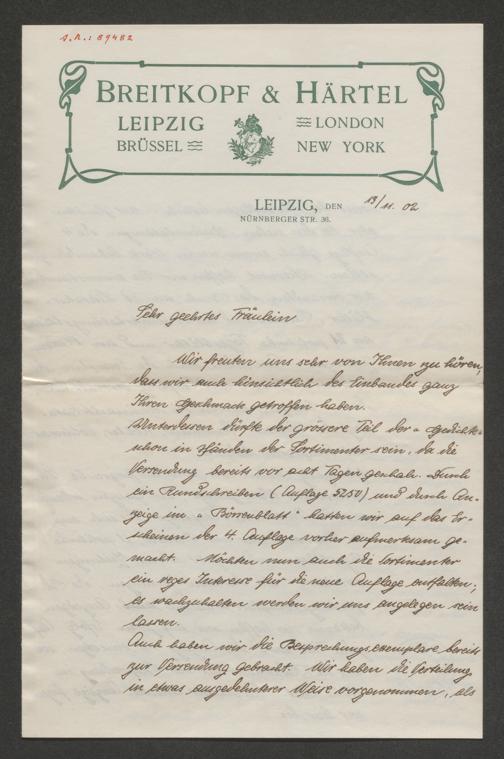 J.N.: 89482
BREITKOPF & HÄRTEL
LEIPZIG LONDON
BRÜSSEL NEW YORK
LEIPZIG, DEN 13/11. 02
NÜRNBERGER STR. 36.
Sehr geehrtes Fräulein
Wir freuten uns sehr von Ihnen zu hören,
dass wir auch hinsichtlich des Einbandes ganz
Ihren Geschmack getroffen haben.
Unterdessen dürfte der grössere Teil der „Gedichte“
schon in Händen der Sortimenter sein, da die
Versendung bereits vor acht Tagen geschah. Durch
ein Rundschreiben (Auflage 5250) und durch An-
zeige im „Börsenblatt“ hatten wir auf das Er-
scheinen der 4. Auflage vorher aufmerksam ge-
macht. Möchten nun auch die Sortimenter
ein reges Interesse für die neue Auflage entfalten;
es wachzuhalten werden wir uns angelegen sein
lassen.
Auch haben wir die Besprechungsexemplare bereits
zur Versendung gebracht. Wir haben die Verteilung
in etwas ausgedehnterer Weise vorgenommen, als